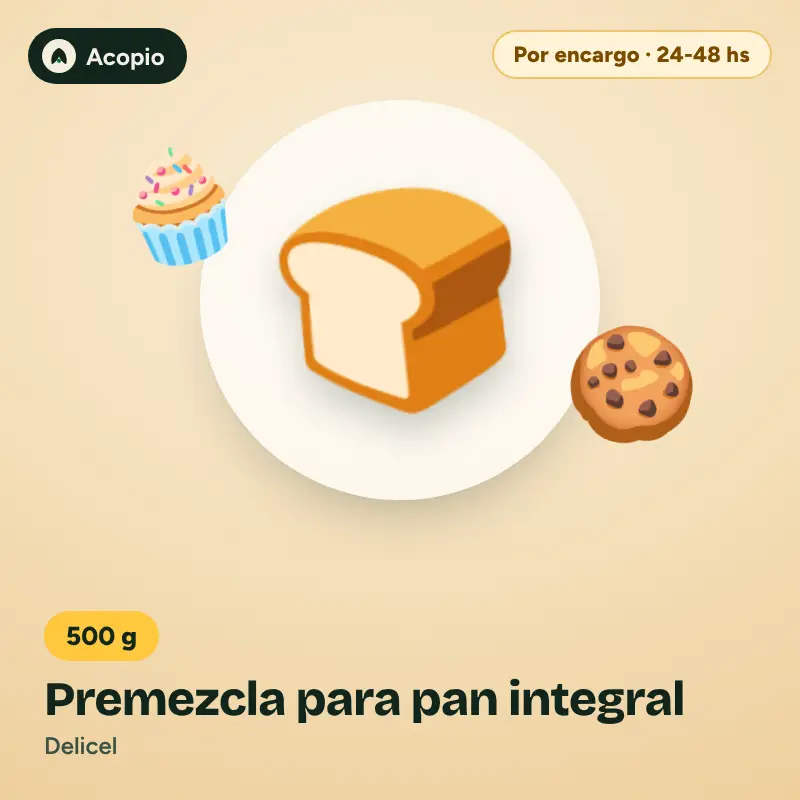 Acopio
Por encargo · 24-48 hs
500 g
Premezcla para pan integral
Delicel